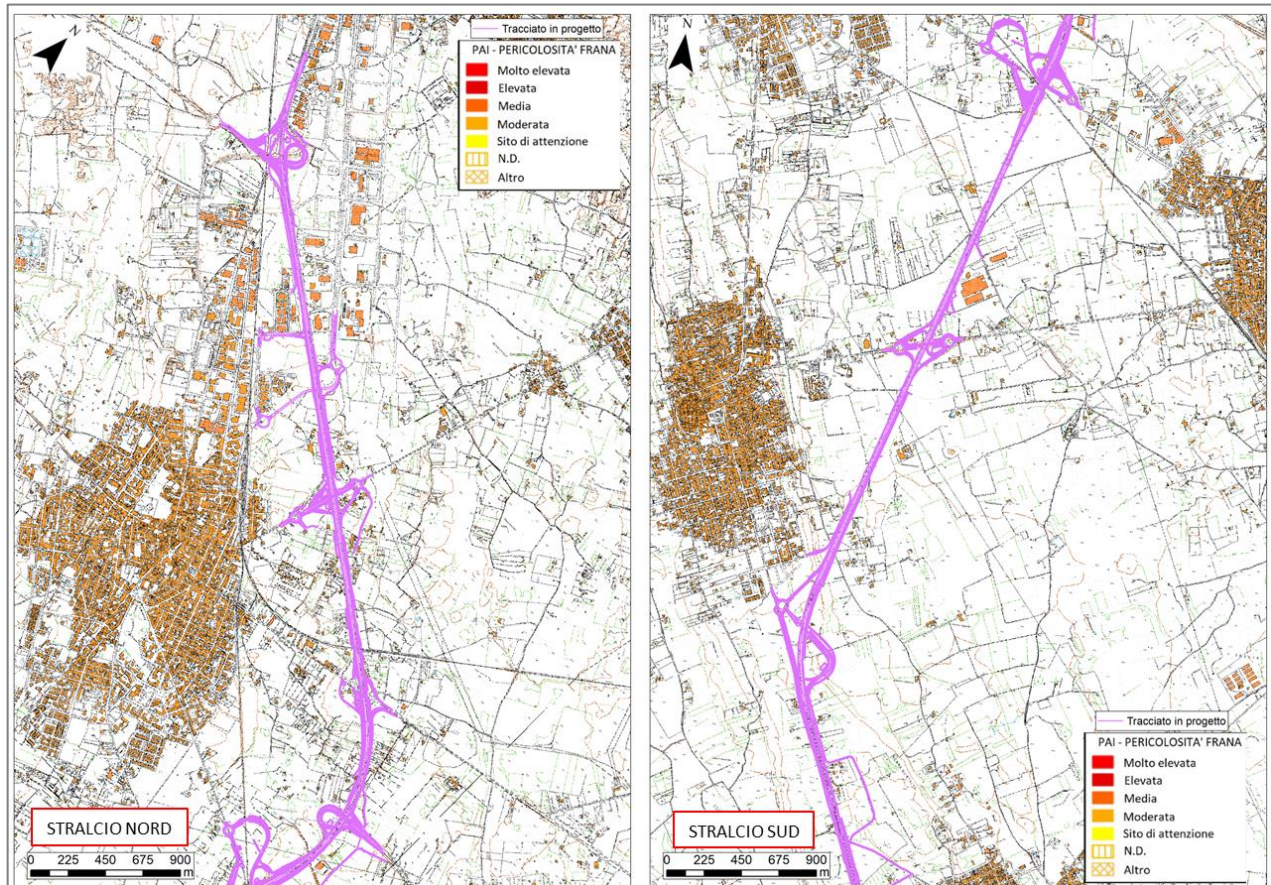 N
Tracciato in progetto
PAI - PERICOLOSITA' FRANA
Molto elevata
Elevata
Media
Moderata
Sito di attenzione
N.D.
Altro
STRALCIO NORD
0 225 450 675 900
m
N
Tracciato in progetto
PAI - PERICOLOSITA' FRANA
Molto elevata
Elevata
Media
Moderata
Sito di attenzione
N.D.
Altro
STRALCIO SUD
0 225 450 675 900
m